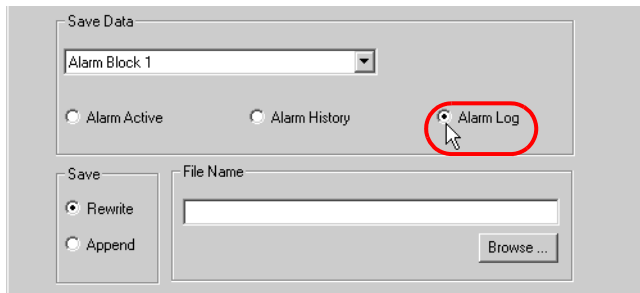 Save Data
Alarm Block 1
Alarm Active
Alarm History
Alarm Log
Save
Rewrite
Append
File Name
Browse ...